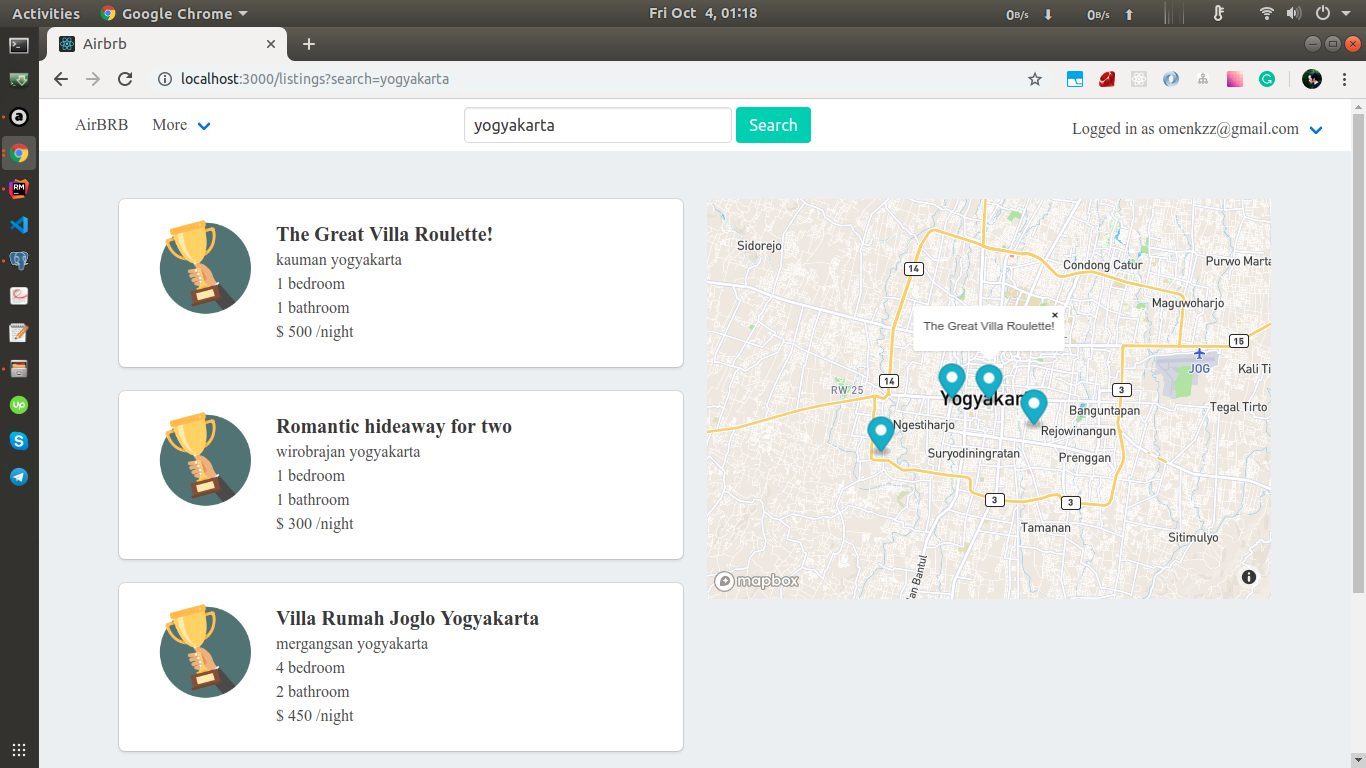 Activities
Google Chrome
Fri Oct 4, 01:18
0B/s
0B/s
Airbrb
localhost:3000/listings?search=yogyakarta
AirBRB
More
yogyakarta
Search
Logged in as omenkzz@gmail.com
The Great Villa Roulette!
kauman yogyakarta
1 bedroom
1 bathroom
$ 500 /night
Romantic hideaway for two
wirobrajan yogyakarta
1 bedroom
1 bathroom
$ 300 /night
Villa Rumah Joglo Yogyakarta
mergangsan yogyakarta
4 bedroom
2 bathroom
$ 450 /night
Sidorejo
14
Condong Catur
Purwo Marta
Maguwoharjo
The Great Villa Roulette!
15
JOG
Kali Ti
14
RW 25
3
Yogyakar
Banguntapan
Tegal Tirto
Ngestiharjo
Rejowinangun
Suryodiningratan
Prenggan
3
3
Tamanan
Sitimulyo
an Bantul
mapbox
RM
Up